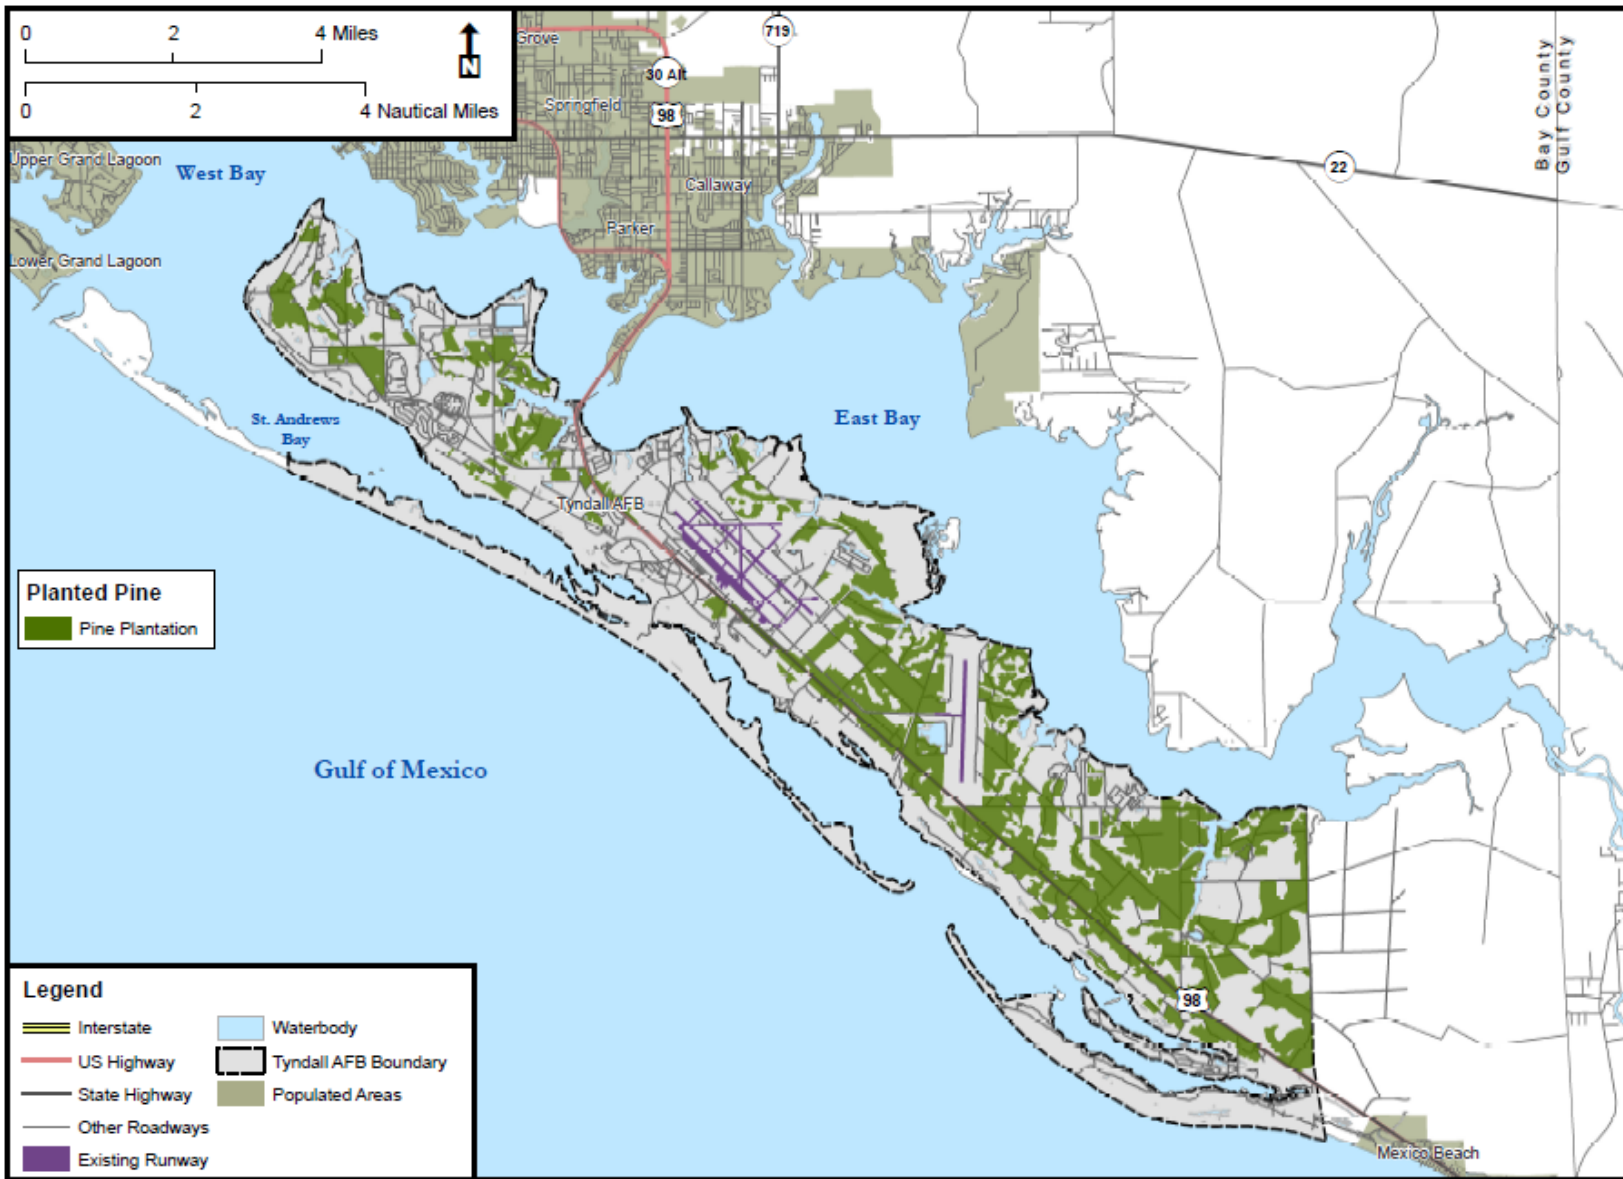 0 2 4 Miles
N
0 2 4 Nautical Miles
Grove
719
30 Alt
Springfield
98
Bay County
Gulf County
Upper Grand Lagoon
West Bay
22
Callaway
Parker
Lower Grand Lagoon
St. Andrews
Bay
East Bay
Tyndall AFB
Planted Pine
Pine Plantation
Gulf of Mexico
98
Legend
Interstate
Waterbody
US Highway
Tyndall AFB Boundary
State Highway
Populated Areas
Other Roadways
Existing Runway
Mexico Beach